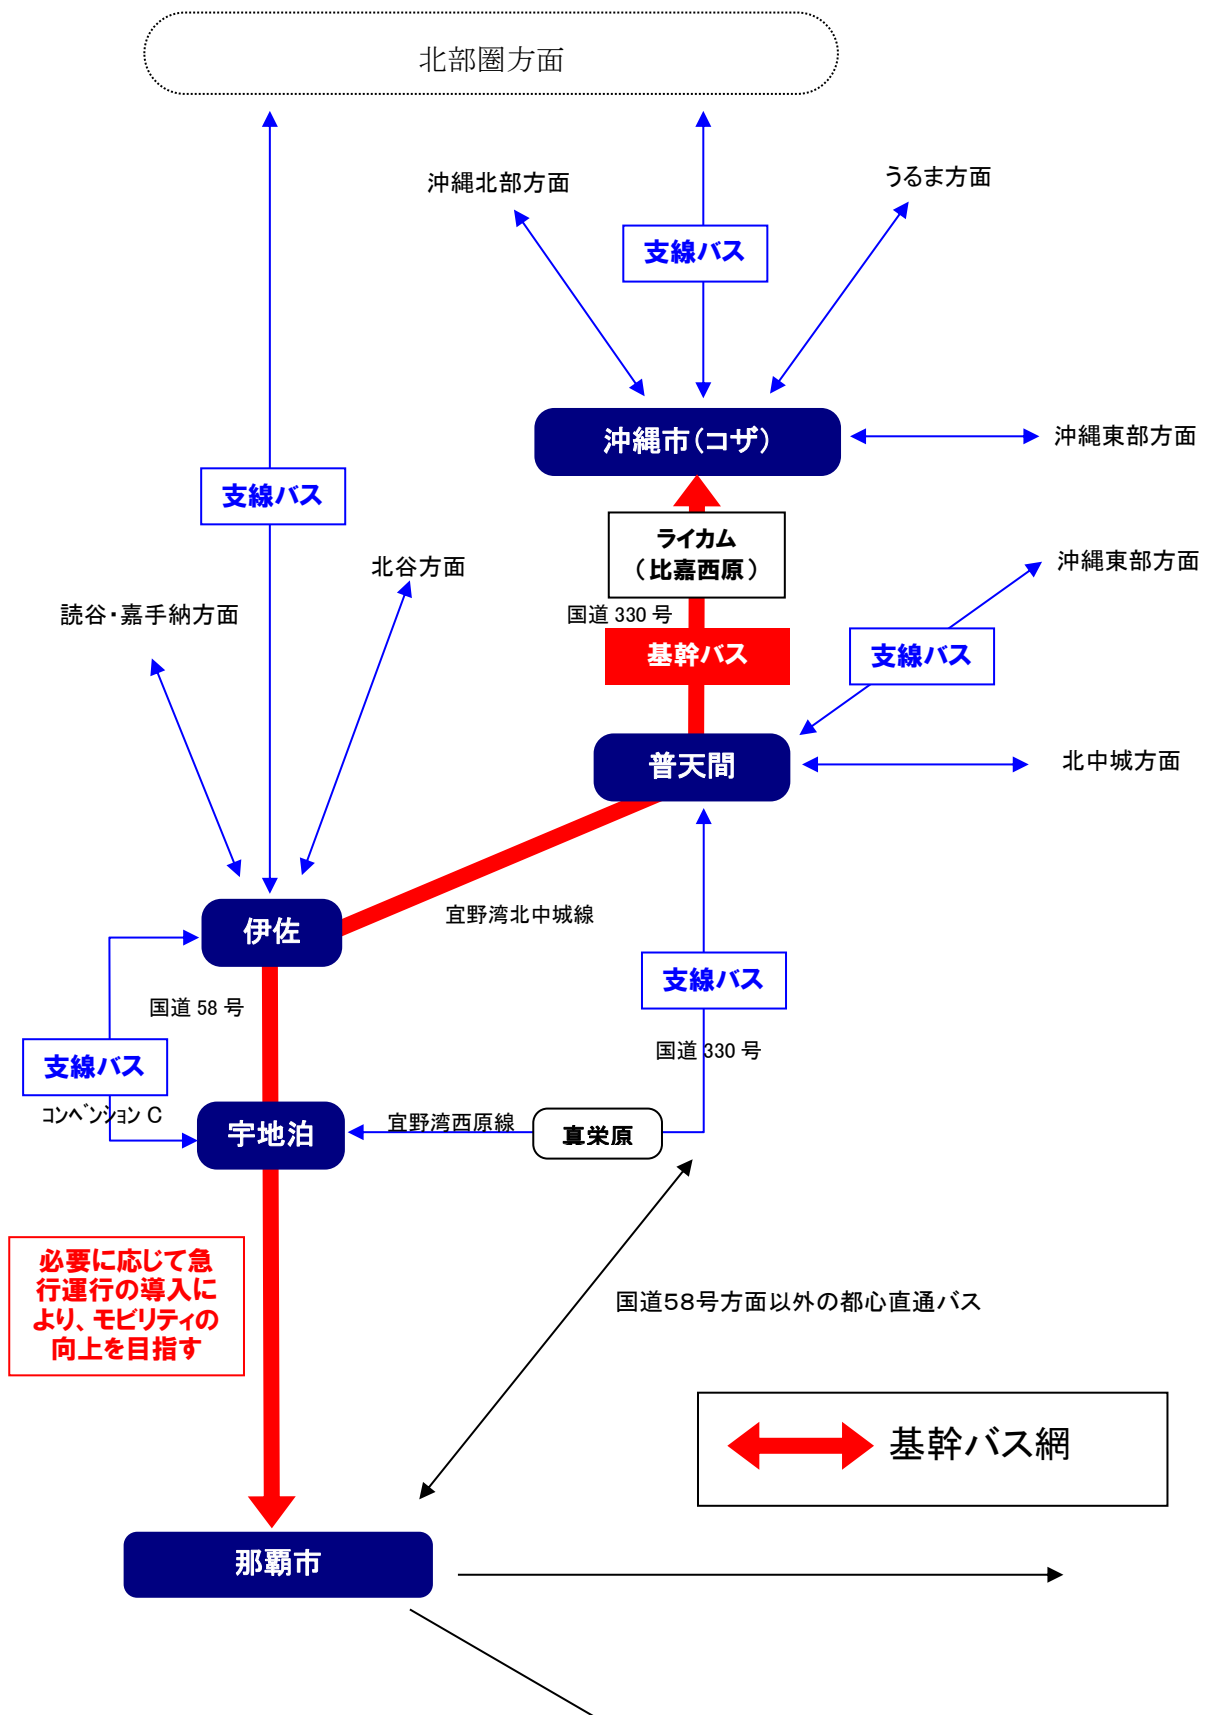 北部圏方面
沖縄北部方面
うるま方面
支線バス
沖縄市(コザ)
沖縄東部方面
支線バス
ライカム
(比嘉西原)
北谷方面
沖縄東部方面
読谷・嘉手納方面
国道 330 号
基幹バス
支線バス
普天間
北中城方面
伊佐
宜野湾北中城線
支線バス
国道 58 号
国道 330 号
支線バス
コンベンション C
宇地泊
宜野湾西原線
真栄原
必要に応じて急
行運行の導入に
より、モビリティの
向上を目指す
国道58号方面以外の都心直通バス
基幹バス網
那覇市